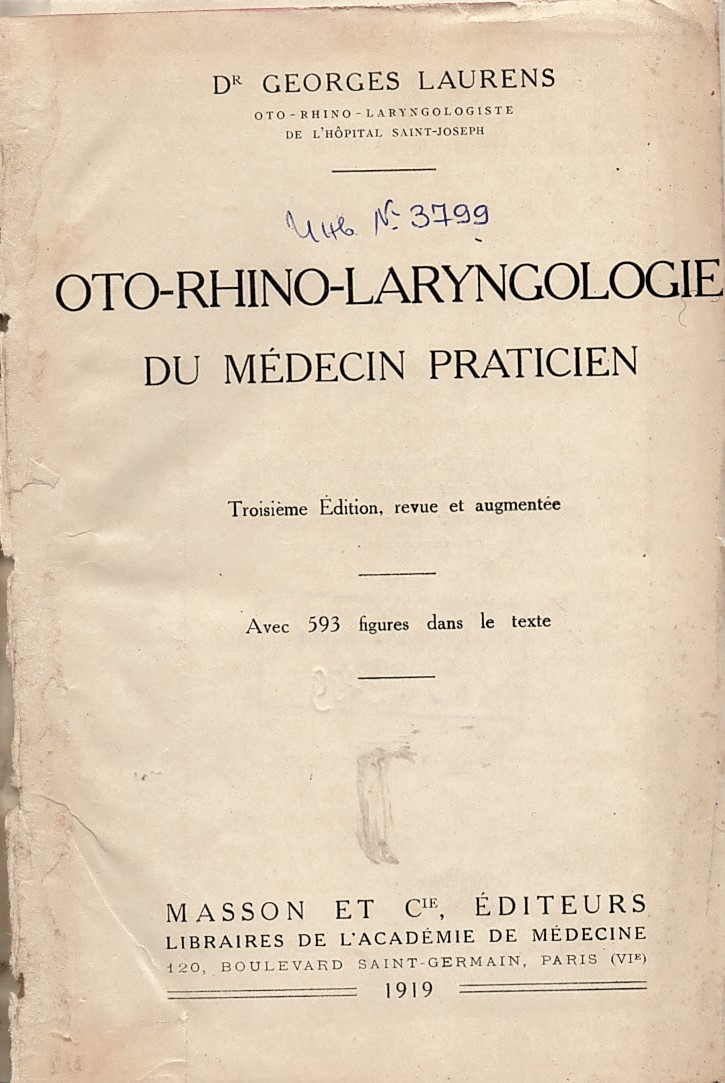 Dʳ GEORGES LAURENS
OTO-RHINO-LARYNGOLOGISTE
DE L'HÔPITAL SAINT-JOSEPH
Инв № 3799
OTO-RHINO-LARYNGOLOGIE
DU MÉDECIN PRATICIEN
Troisième Édition, revue et augmentée
Avec 593 figures dans le texte
MASSON ET Cᴵᴱ, ÉDITEURS
LIBRAIRES DE L'ACADÉMIE DE MÉDECINE
120, BOULEVARD SAINT-GERMAIN, PARIS (VIᴱ)
1919